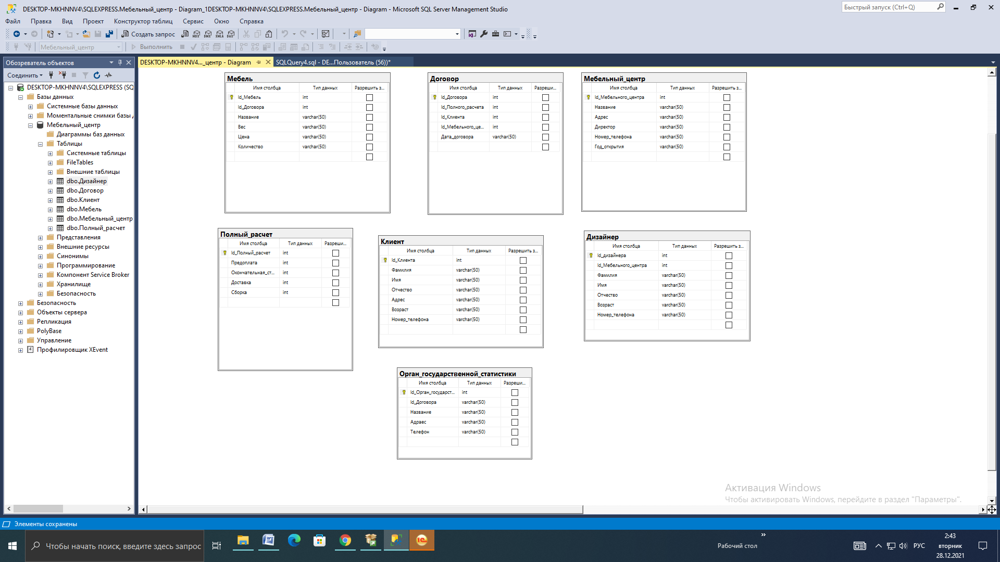 DESKTOP-MKHNNV4\SQLEXPRESS.Мебельный_центр - Diagram_1DESKTOP-MKHNNV4\SQLEXPRESS.Мебельный_центр - Diagram - Microsoft SQL Server Management Studio
Быстрый запуск (Ctrl+Q)
Файл Правка Вид Проект Конструктор таблиц Сервис Окно Справка
Создать запрос MDX DMX XMLA DAX
Мебельный_центр Выполнить
Обозреватель объектов
DESKTOP-MKHNNV4..._центр - Diagram
SQLQuery4.sql - DE...Пользователь (56))*
Соединить
DESKTOP-MKHNNV4\SQLEXPRESS (SQ
Базы данных
Системные базы данных
Моментальные снимки базы
Мебельный_центр
Диаграммы баз данных
Таблицы
Системные таблицы
FileTables
Внешние таблицы
dbo.Дизайнер
dbo.Договор
dbo.Клиент
dbo.Мебель
dbo.Мебельный_центр
dbo.Полный_расчет
Представления
Внешние ресурсы
Синонимы
Программирование
Компонент Service Broker
Хранилище
Безопасность
Безопасность
Объекты сервера
Репликация
PolyBase
Управление
Профилировщик XEvent
Мебель
Имя столбца Тип данных Разрешить з...
Id_Мебель int
Id_Договора int
Название varchar(50)
Вес varchar(50)
Цена varchar(50)
Количество varchar(50)
Договор
Имя столбца Тип данных Разреши...
Id_Договора int
Id_Полного_расчета int
Id_Клиента int
Id_Мебельного_це... int
Дата_договора varchar(50)
Мебельный_центр
Имя столбца Тип данных Разрешить з...
Id_Мебельного_центра int
Название varchar(50)
Адрес varchar(50)
Директор varchar(50)
Номер_телефона varchar(50)
Год_открытия varchar(50)
Полный_расчет
Имя столбца Тип данных Разреши...
Id_Полный_расчет int
Предоплата int
Окончательная_ст... int
Доставка int
Сборка int
Клиент
Имя столбца Тип данных Разрешить з...
Id_Клиента int
Фамилия varchar(50)
Имя varchar(50)
Отчество varchar(50)
Адрес varchar(50)
Возраст varchar(50)
Номер_телефона varchar(50)
Дизайнер
Имя столбца Тип данных Разрешить з...
Id_дизайнера int
Id_Мебельного_центра int
Фамилия varchar(50)
Имя varchar(50)
Отчество varchar(50)
Возраст varchar(50)
Номер_телефона varchar(50)
Орган_государственной_статистики
Имя столбца Тип данных Разреши...
Id_Орган_государст... int
Id_Договора varchar(50)
Название varchar(50)
Адраес varchar(50)
Телефон varchar(50)
Активация Windows
Чтобы активировать Windows, перейдите в раздел "Параметры".
Элементы сохранены
Чтобы начать поиск, введите здесь запрос
Рабочий стол
РУС
2:43
вторник
28.12.2021